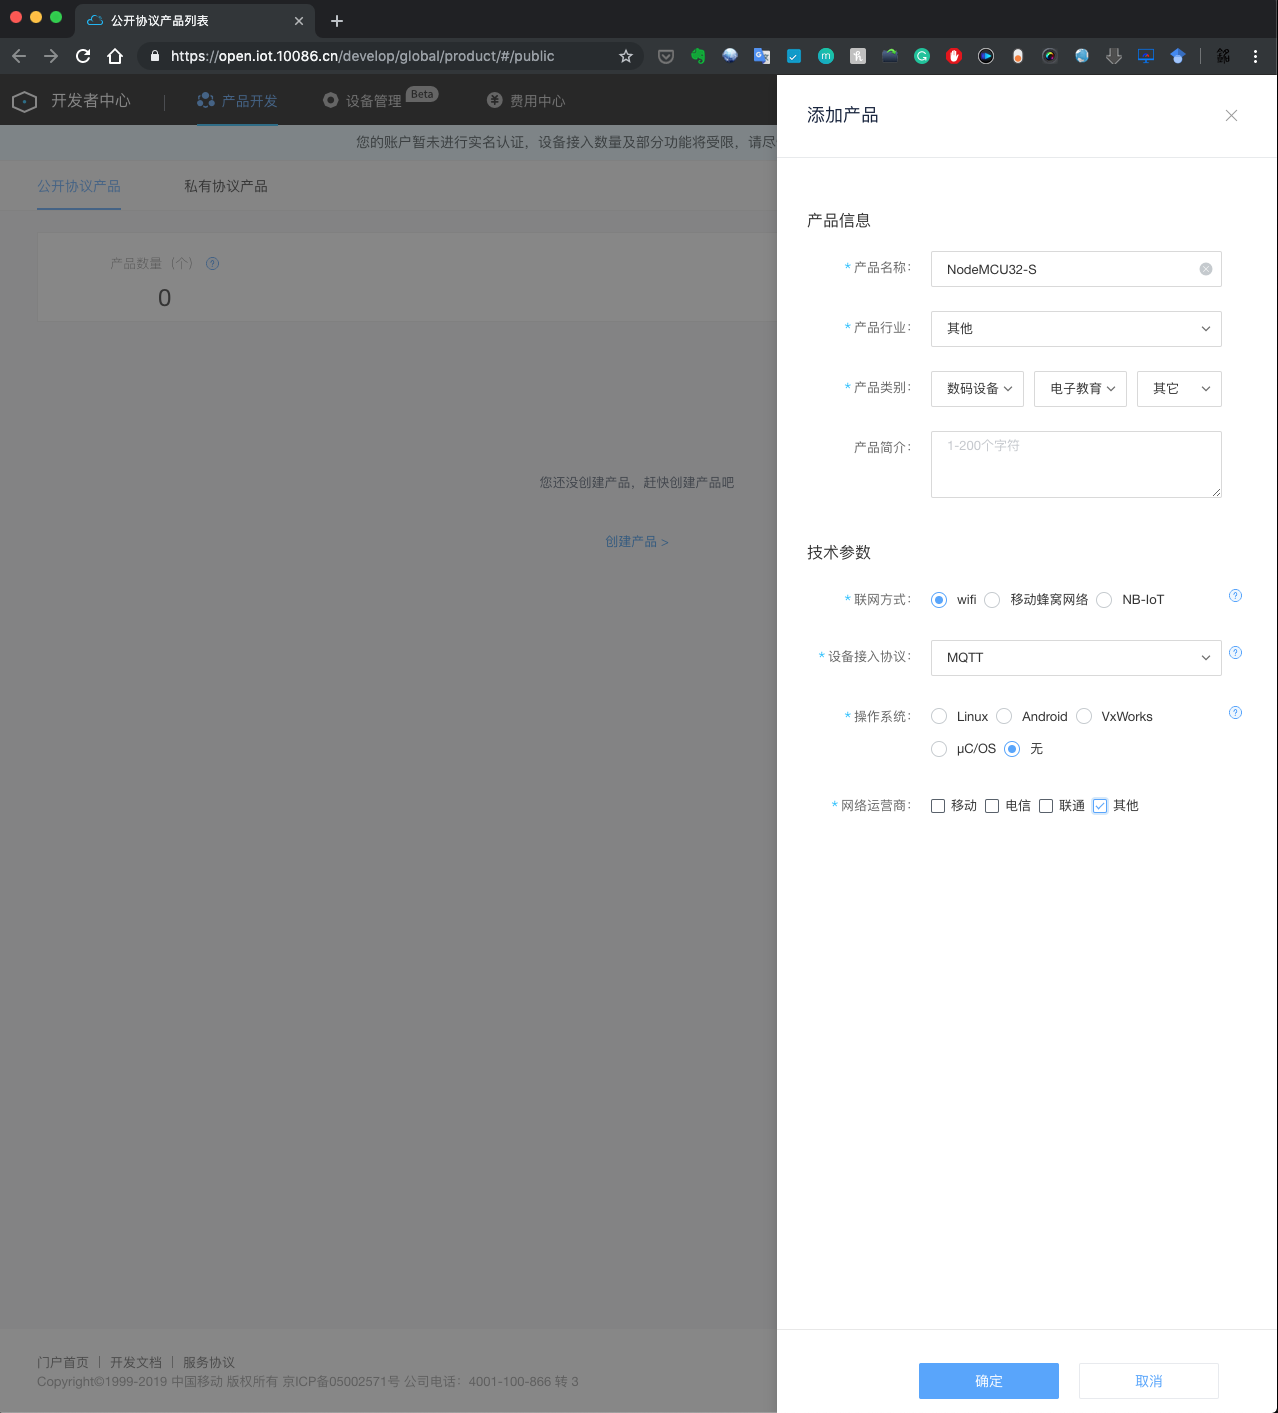 公开协议产品列表
https://open.iot.10086.cn/develop/global/product/#/public
开发者中心 产品开发 设备管理 Beta 费用中心
您的账户暂未进行实名认证，设备接入数量及部分功能将受限，请尽
公开协议产品 私有协议产品
产品数量（个）
0
您还没创建产品，赶快创建产品吧
创建产品 >
门户首页 | 开发文档 | 服务协议
Copyright©1999-2019 中国移动 版权所有 京ICP备05002571号 公司电话：4001-100-866 转 3
添加产品
产品信息
* 产品名称： NodeMCU32-S
* 产品行业： 其他
* 产品类别： 数码设备 电子教育 其它
产品简介： 1-200个字符
技术参数
* 联网方式： wifi 移动蜂窝网络 NB-IoT
* 设备接入协议： MQTT
* 操作系统： Linux Android VxWorks
μC/OS 无
* 网络运营商： 移动 电信 联通 其他
确定 取消